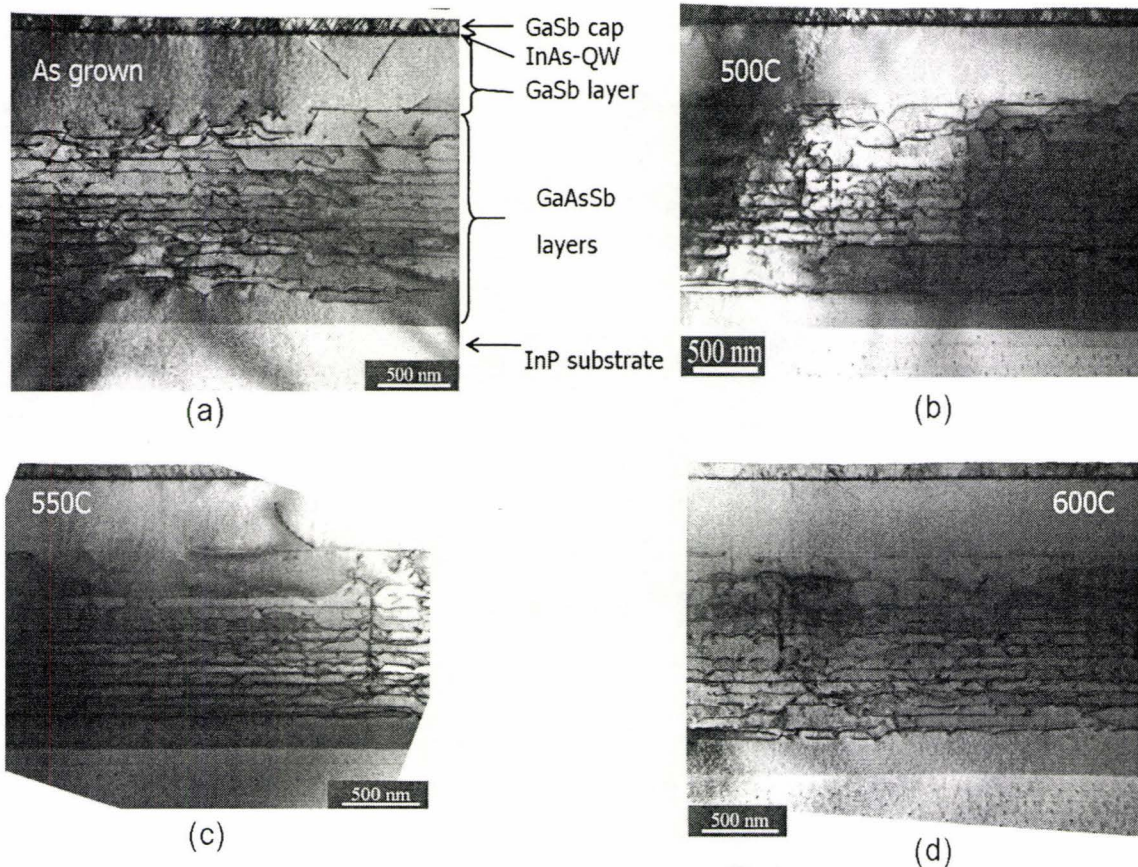 As grown
GaSb cap
InAs-QW
GaSb layer
GaAsSb
layers
InP substrate
500 nm
(a)
500C
500 nm
(b)
550C
500 nm
(c)
600C
500 nm
(d)